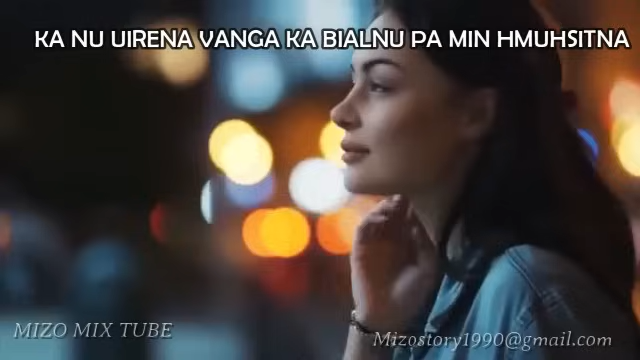 KA NU UIRENA VANGA KA BIALNU PA MIN HMUHSITNA
MIZO MIX TUBE
Mizostory1990@gmail.com